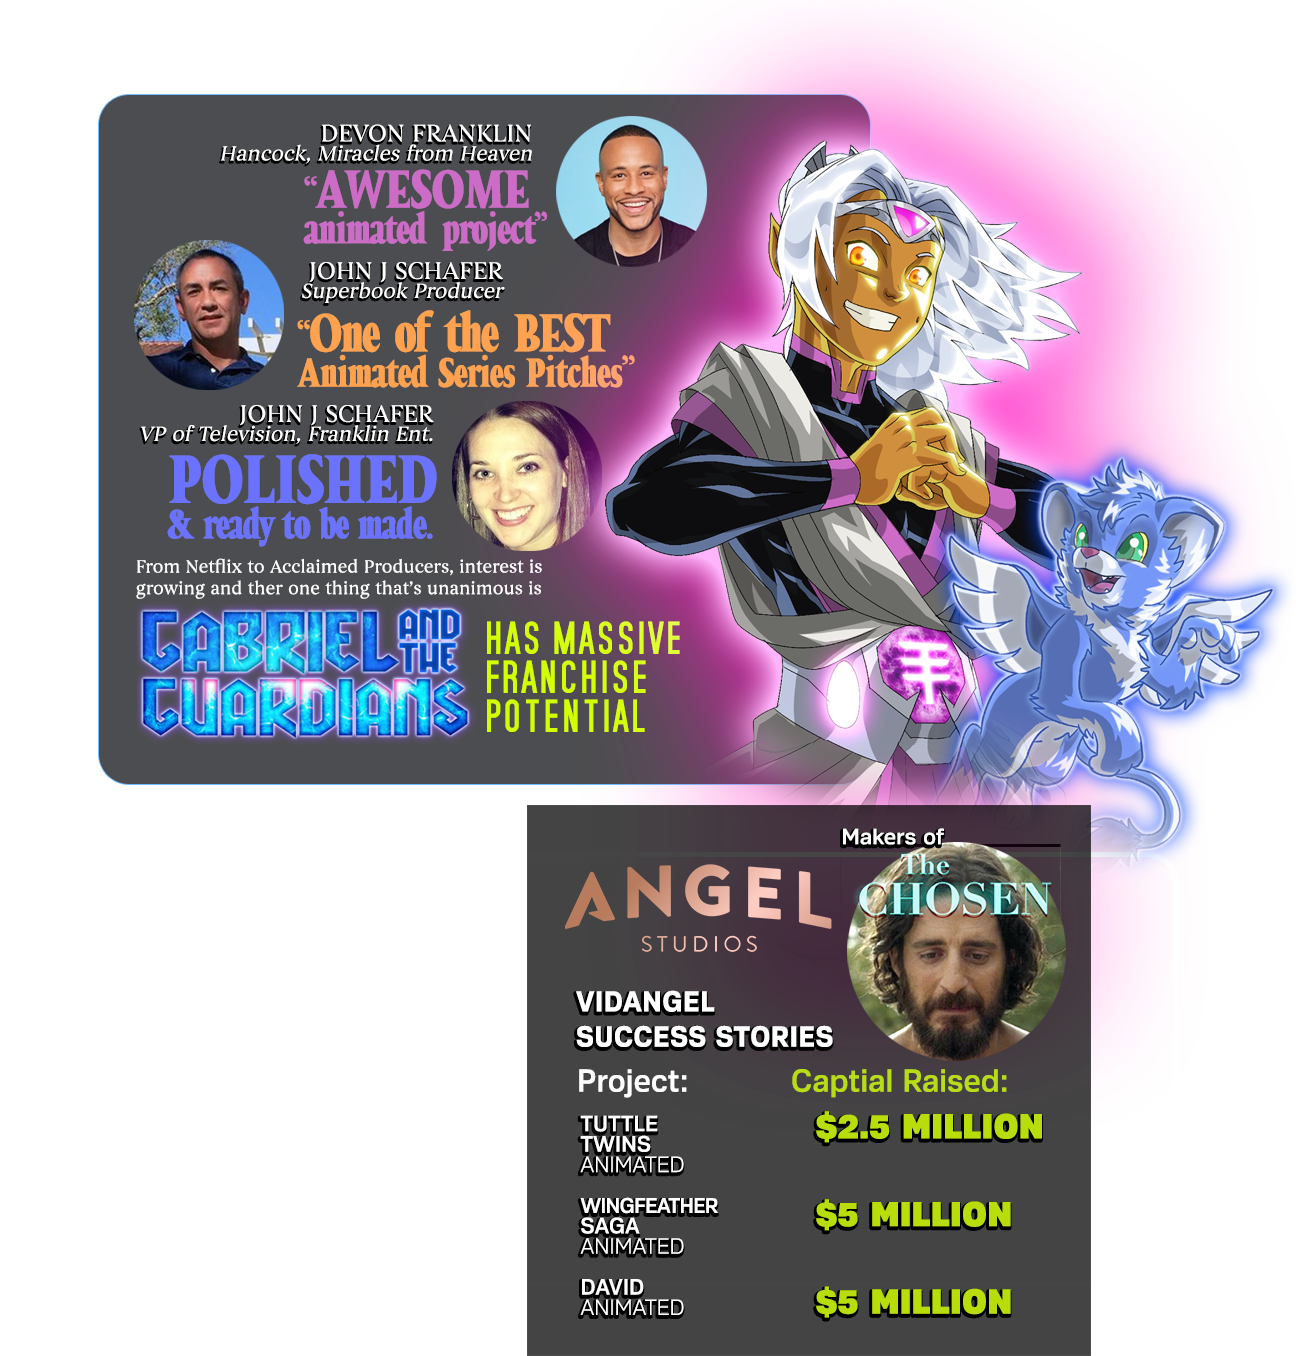 DEVON FRANKLIN
Hancock, Miracles from Heaven
“AWESOME
animated project”
JOHN J SCHAFER
Superbook Producer
“One of the BEST
Animated Series Pitches”
JOHN J SCHAFER
VP of Television, Franklin Ent.
POLISHED
& ready to be made.
From Netflix to Acclaimed Producers, interest is
growing and ther one thing that’s unanimous is
GABRIEL AND THE
GUARDIANS
HAS MASSIVE
FRANCHISE
POTENTIAL
Makers of
The
CHOSEN
ANGEL
STUDIOS
VIDANGEL
SUCCESS STORIES
Project: Captial Raised:
TUTTLE
TWINS
ANIMATED
$2.5 MILLION
WINGFEATHER
SAGA
ANIMATED
$5 MILLION
DAVID
ANIMATED
$5 MILLION